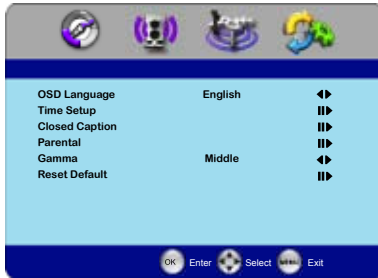 OSD Language English
Time Setup
Closed Caption
Parental
Gamma Middle
Reset Default
OK Enter Select MENU Exit